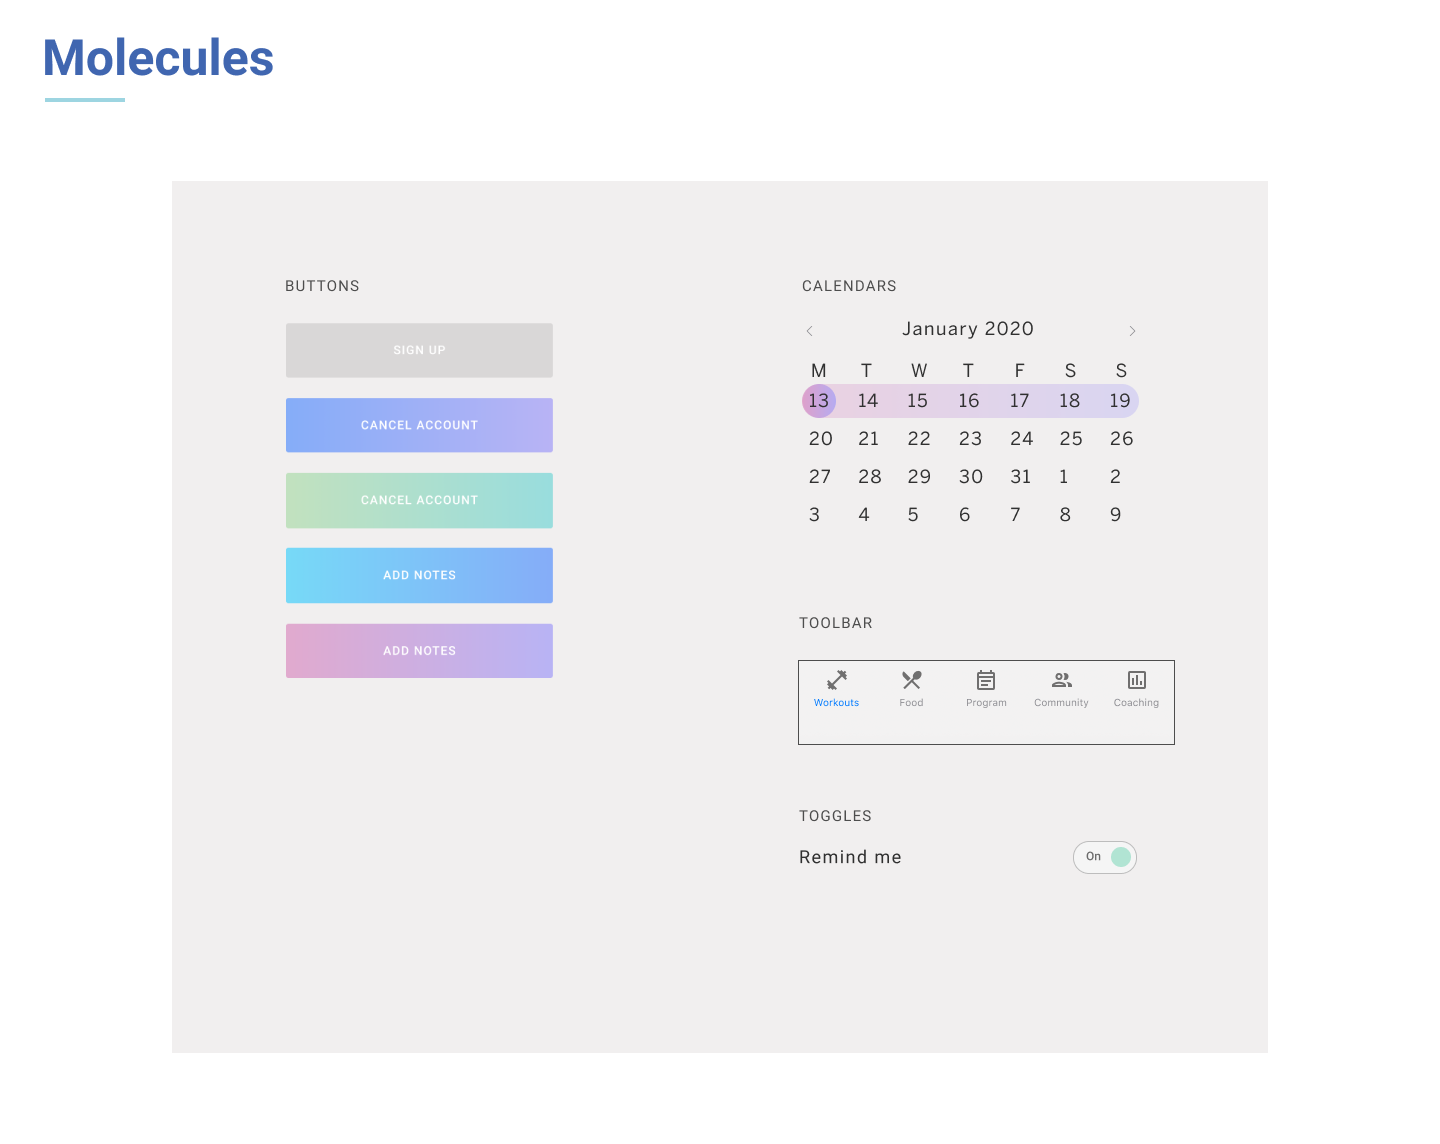 Molecules
BUTTONS
SIGN UP
CANCEL ACCOUNT
CANCEL ACCOUNT
ADD NOTES
ADD NOTES
CALENDARS
January 2020
M T W T F S S
13 14 15 16 17 18 19
20 21 22 23 24 25 26
27 28 29 30 31 1 2
3 4 5 6 7 8 9
TOOLBAR
Workouts Food Program Community Coaching
TOGGLES
Remind me On